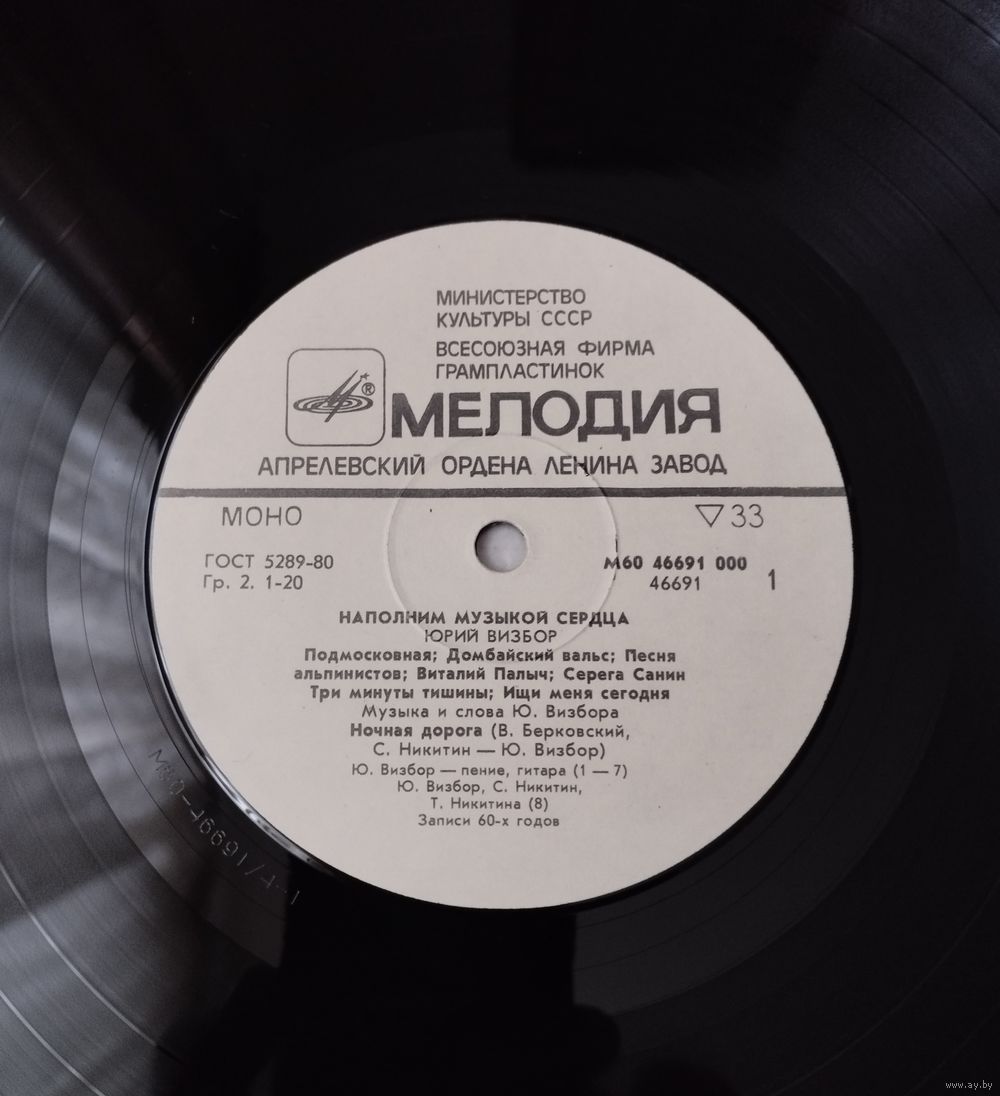 МИНИСТЕРСТВО
КУЛЬТУРЫ СССР
ВСЕСОЮЗНАЯ ФИРМА
ГРАМПЛАСТИНОК
®
МЕЛОДИЯ
АПРЕЛЕВСКИЙ ОРДЕНА ЛЕНИНА ЗАВОД
МОНО
▽33
ГОСТ 5289-80
Гр. 2. 1-20
М60 46691 000
46691
1
НАПОЛНИМ МУЗЫКОЙ СЕРДЦА
ЮРИЙ ВИЗБОР
Подмосковная; Домбайский вальс; Песня
альпинистов; Виталий Палыч; Серега Санин
Три минуты тишины; Ищи меня сегодня
Музыка и слова Ю. Визбора
Ночная дорога (В. Берковский,
С. Никитин — Ю. Визбор)
Ю. Визбор — пение, гитара (1 — 7)
Ю. Визбор, С. Никитин,
Т. Никитина (8)
Записи 60-х годов
www.ay.by